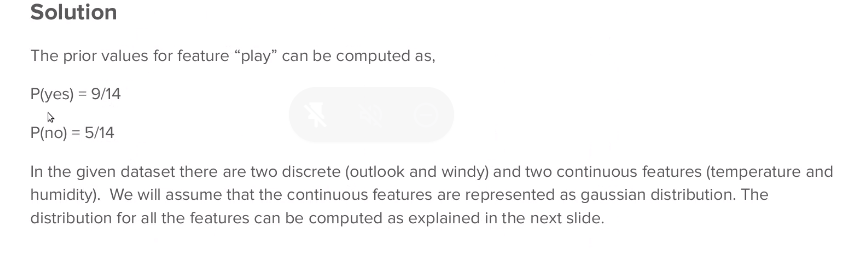 Solution
The prior values for feature “play” can be computed as,
P(yes) = 9/14
P(no) = 5/14
In the given dataset there are two discrete (outlook and windy) and two continuous features (temperature and
humidity).  We will assume that the continuous features are represented as gaussian distribution. The
distribution for all the features can be computed as explained in the next slide.